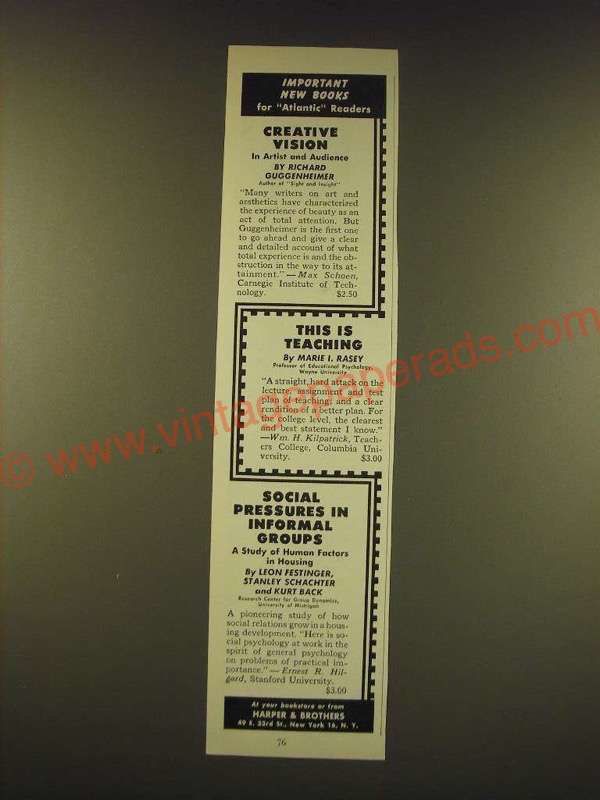 IMPORTANT
NEW BOOKS
for "Atlantic" Readers
CREATIVE
VISION
In Artist and Audience
BY RICHARD
GUGGENHEIMER
Author of "Sight and Insight"
"Many writers on art and
aesthetics have characterized
the experience of beauty as an
act of total attention. But
Guggenheimer is the first one
to go ahead and give a clear
and detailed account of what
total experience is and the ob-
struction in the way to its at-
tainment."—Max Schoen,
Carnegie Institute of Tech-
nology. $2.50
THIS IS
TEACHING
By MARIE I. RASEY
Professor of Educational Psychology,
Wayne University
"A straight, hard attack on the
lecture, assignment and test
plan of teaching and a clear
rendition of a better plan. For
the college level, the clearest
and best statement I know."
—Wm. H. Kilpatrick, Teach-
ers College, Columbia Uni-
versity. $3.00
SOCIAL
PRESSURES IN
INFORMAL
GROUPS
A Study of Human Factors
in Housing
By LEON FESTINGER,
STANLEY SCHACHTER
and KURT BACK
Research Center for Group Dynamics,
University of Michigan
A pioneering study of how
social relations grow in a hous-
ing development. "Here is so-
cial psychology at work in the
spirit of general psychology
on problems of practical im-
portance."—Ernest R. Hil-
gard, Stanford University.
$3.00
At your bookstore or from
HARPER & BROTHERS
49 E. 33rd St., New York 16, N. Y.
76
© www.vintagepaperads.com